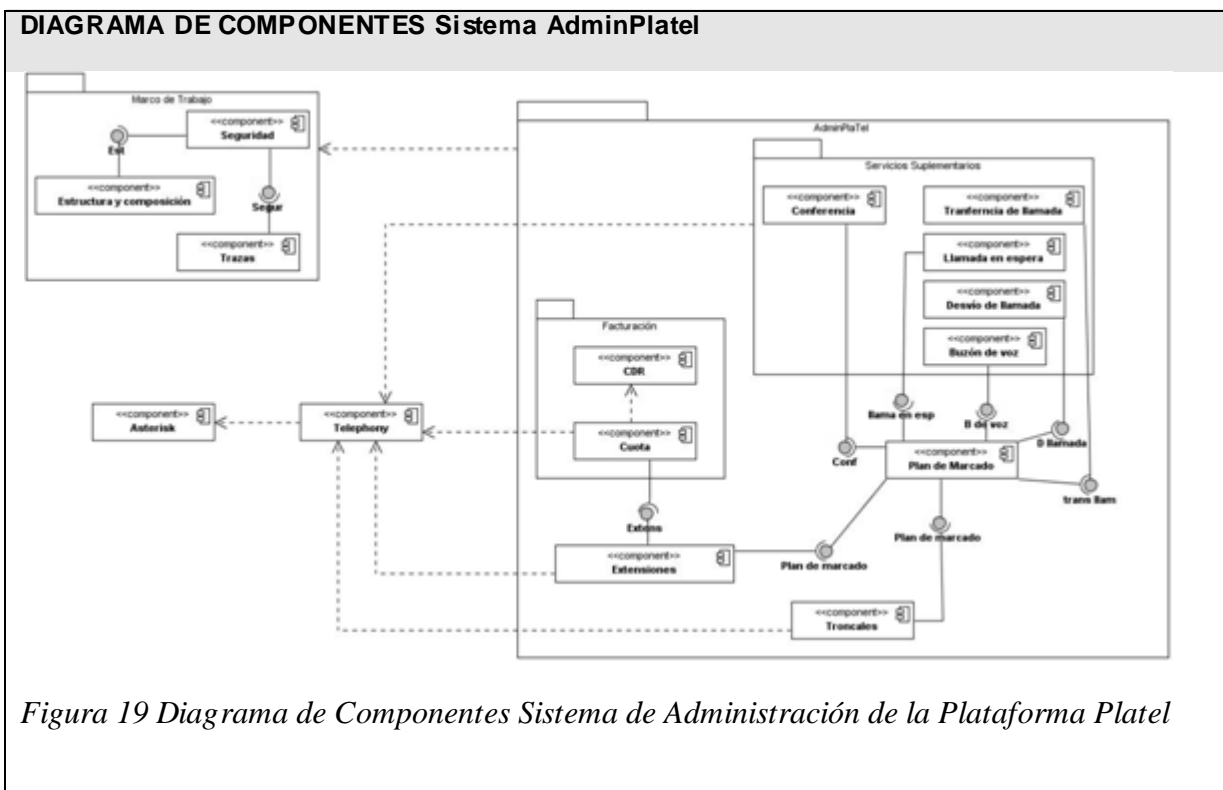 DIAGRAMA DE COMPONENTES Sistema AdminPlatel
Marco de Trabajo
<<component>>
Seguridad
Est
<<component>>
Estructura y composición
Segur
<<component>>
Trazas
AdminPlaTel
Servicios Suplementarios
<<component>>
Conferencia
<<component>>
Tranferncia de llamada
<<component>>
Llamada en espera
<<component>>
Desvío de llamada
<<component>>
Buzón de voz
Facturación
<<component>>
CDR
<<component>>
Cuota
<<component>>
Asterisk
<<component>>
Telephony
llama en esp
B de voz
D llamada
Conf
<<component>>
Plan de Marcado
trans llam
Extens
Plan de marcado
Plan de marcado
<<component>>
Extensiones
<<component>>
Troncales
Figura 19 Diagrama de Componentes Sistema de Administración de la Plataforma Platel